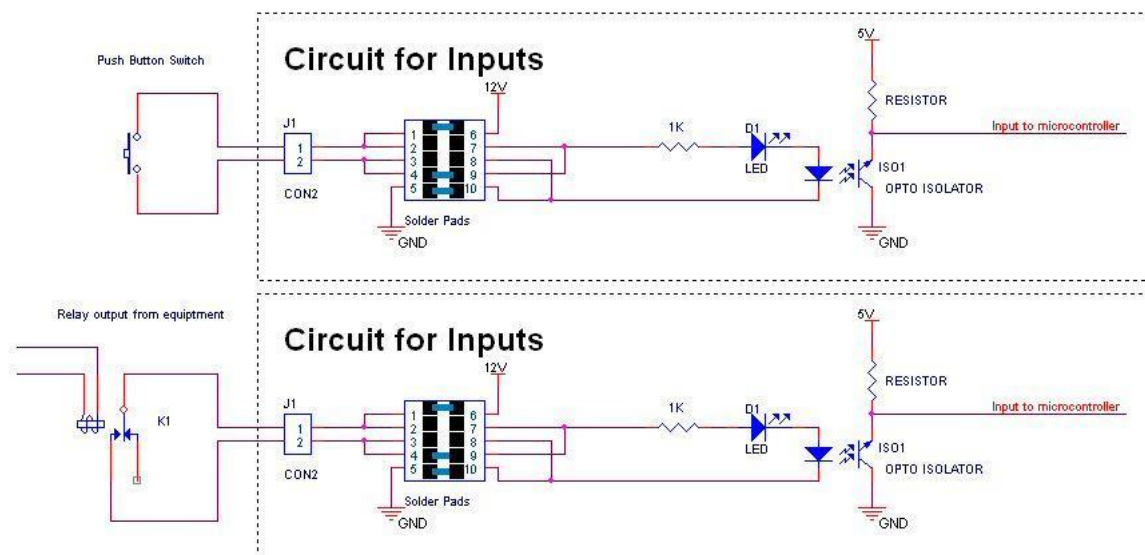 Push Button Switch
Circuit for Inputs
5V
12V
RESISTOR
J1
1K
D1
Input to microcontroller
1
2
1 6
2 7
3 8
4 9
5 10
LED
ISO1
OPTO ISOLATOR
CON2
Solder Pads
GND
GND
Relay output from equiptment
Circuit for Inputs
5V
12V
RESISTOR
J1
1K
D1
Input to microcontroller
K1
1
2
1 6
2 7
3 8
4 9
5 10
LED
ISO1
OPTO ISOLATOR
CON2
Solder Pads
GND
GND